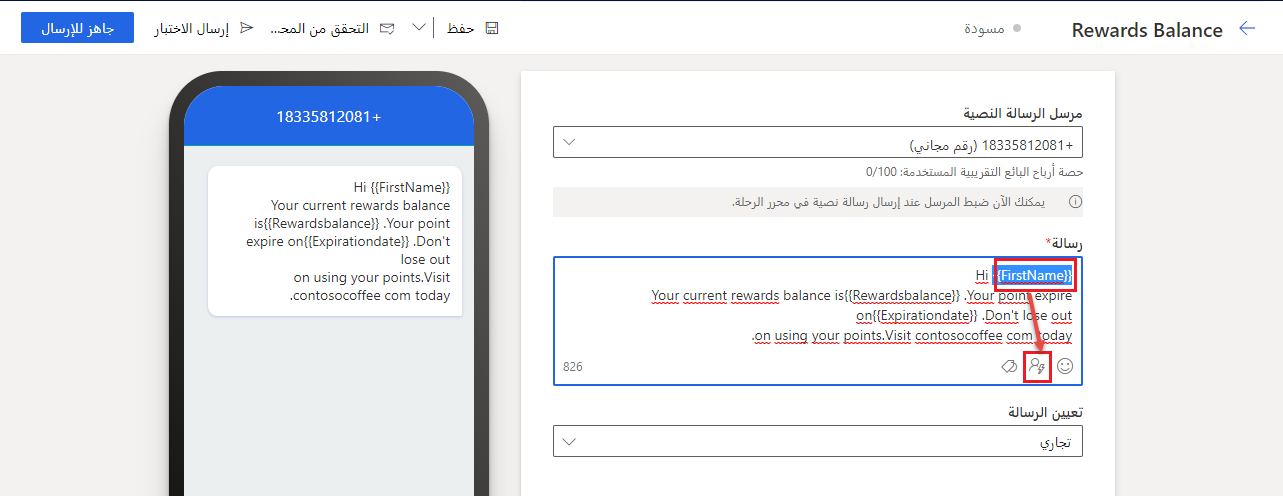 Rewards Balance
مسودة
حفظ
التحقق من المحـ...
إرسال الاختبار
جاهز للإرسال
مرسل الرسالة النصية
+18335812081 (رقم مجاني)
حصة أرباح البائع التقريبية المستخدمة: 0/100
يمكنك الآن ضبط المرسل عند إرسال رسالة نصية في محرر الرحلة.
رسالة*
Hi {{FirstName}}
Your current rewards balance is{{Rewardsbalance}} .Your point expire
on{{Expirationdate}} .Don't lose out
.on using your points.Visit contosocoffee com today
826
تعيين الرسالة
تجاري
18335812081+
Hi {{FirstName}}
Your current rewards balance
is{{Rewardsbalance}} .Your point
expire on{{Expirationdate}} .Don't
lose out
on using your points.Visit
.contosocoffee com today